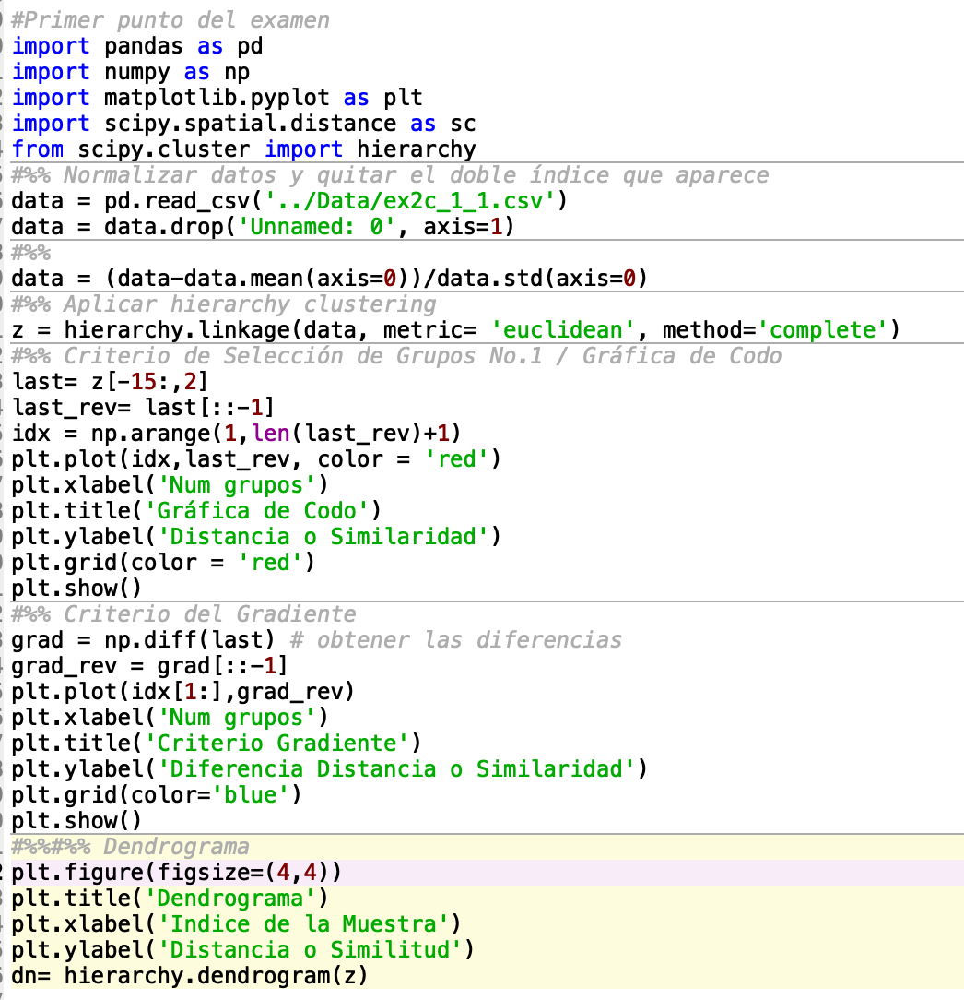 #Primer punto del examen
import pandas as pd
import numpy as np
import matplotlib.pyplot as plt
import scipy.spatial.distance as sc
from scipy.cluster import hierarchy
#%% Normalizar datos y quitar el doble índice que aparece
data = pd.read_csv('../Data/ex2c_1_1.csv')
data = data.drop('Unnamed: 0', axis=1)
#%%
data = (data-data.mean(axis=0))/data.std(axis=0)
#%% Aplicar hierarchy clustering
z = hierarchy.linkage(data, metric= 'euclidean', method='complete')
#%% Criterio de Selección de Grupos No.1 / Gráfica de Codo
last= z[-15:,2]
last_rev= last[::-1]
idx = np.arange(1,len(last_rev)+1)
plt.plot(idx,last_rev, color = 'red')
plt.xlabel('Num grupos')
plt.title('Gráfica de Codo')
plt.ylabel('Distancia o Similaridad')
plt.grid(color = 'red')
plt.show()
#%% Criterio del Gradiente
grad = np.diff(last) # obtener las diferencias
grad_rev = grad[::-1]
plt.plot(idx[1:],grad_rev)
plt.xlabel('Num grupos')
plt.title('Criterio Gradiente')
plt.ylabel('Diferencia Distancia o Similaridad')
plt.grid(color='blue')
plt.show()
#%%#%% Dendrograma
plt.figure(figsize=(4,4))
plt.title('Dendrograma')
plt.xlabel('Indice de la Muestra')
plt.ylabel('Distancia o Similitud')
dn= hierarchy.dendrogram(z)